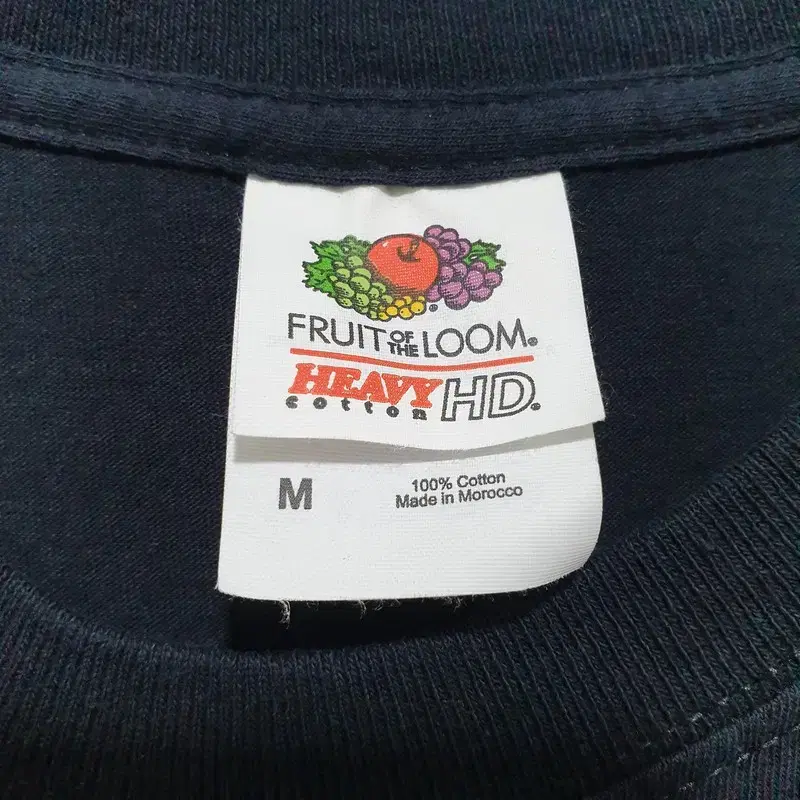 FRUIT OF THE LOOM®
HEAVY cotton HD®
M
100% Cotton
Made in Morocco